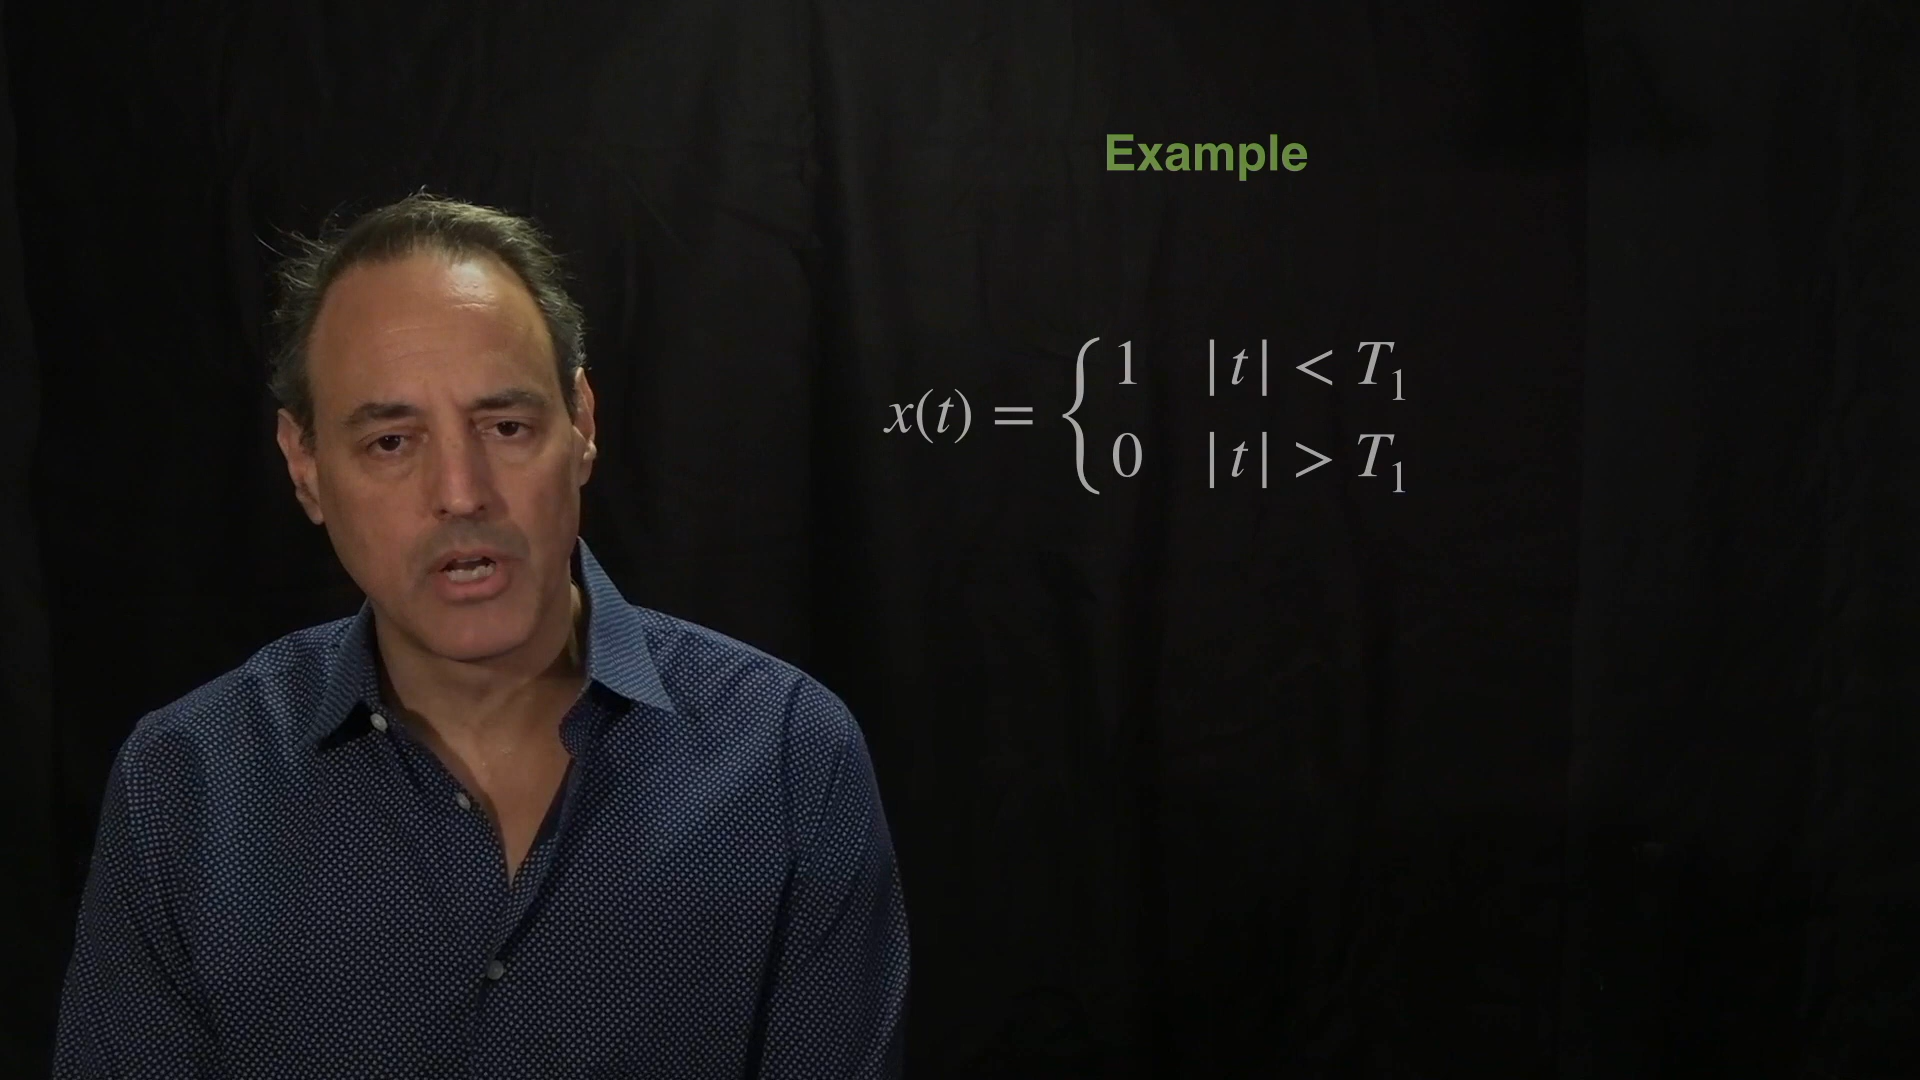 Example
x(t) = { 1 |t| < T₁
0 |t| > T₁